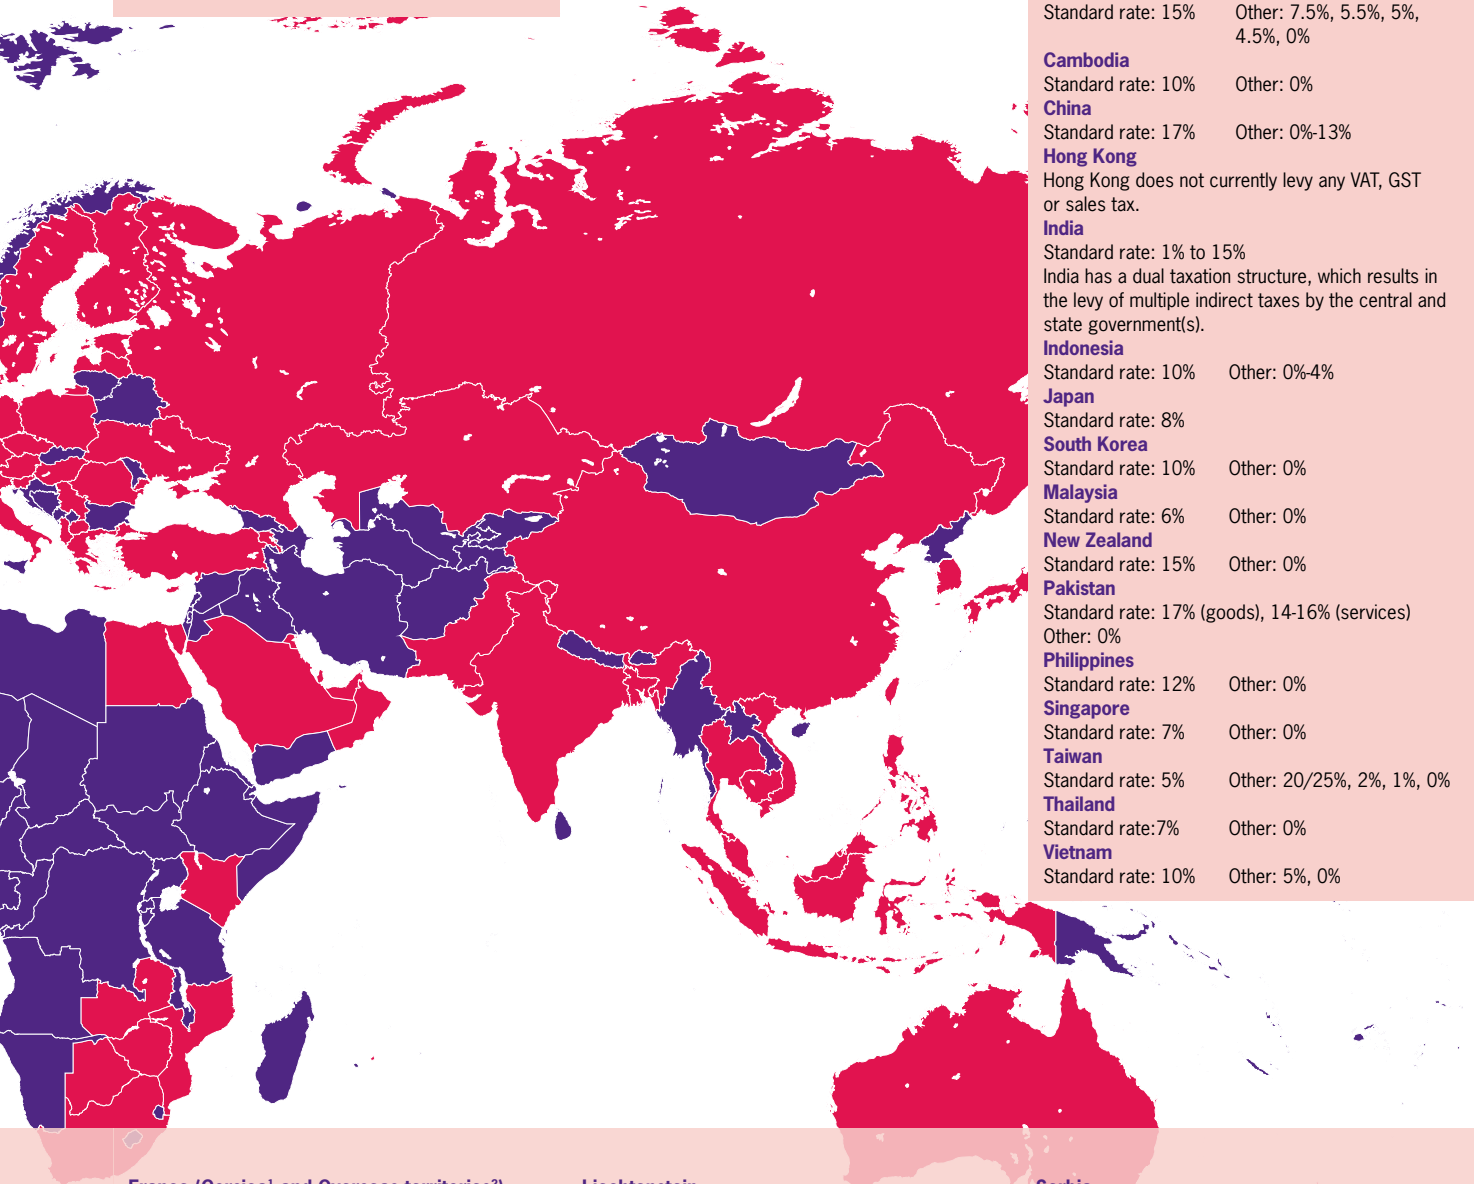 Standard rate: 15% Other: 7.5%, 5.5%, 5%,
4.5%, 0%
Cambodia
Standard rate: 10% Other: 0%
China
Standard rate: 17% Other: 0%-13%
Hong Kong
Hong Kong does not currently levy any VAT, GST
or sales tax.
India
Standard rate: 1% to 15%
India has a dual taxation structure, which results in
the levy of multiple indirect taxes by the central and
state government(s).
Indonesia
Standard rate: 10% Other: 0%-4%
Japan
Standard rate: 8%
South Korea
Standard rate: 10% Other: 0%
Malaysia
Standard rate: 6% Other: 0%
New Zealand
Standard rate: 15% Other: 0%
Pakistan
Standard rate: 17% (goods), 14-16% (services)
Other: 0%
Philippines
Standard rate: 12% Other: 0%
Singapore
Standard rate: 7% Other: 0%
Taiwan
Standard rate: 5% Other: 20/25%, 2%, 1%, 0%
Thailand
Standard rate:7% Other: 0%
Vietnam
Standard rate: 10% Other: 5%, 0%
France (Corsica¹ and Overseas territories²) Liechtenstein Serbia